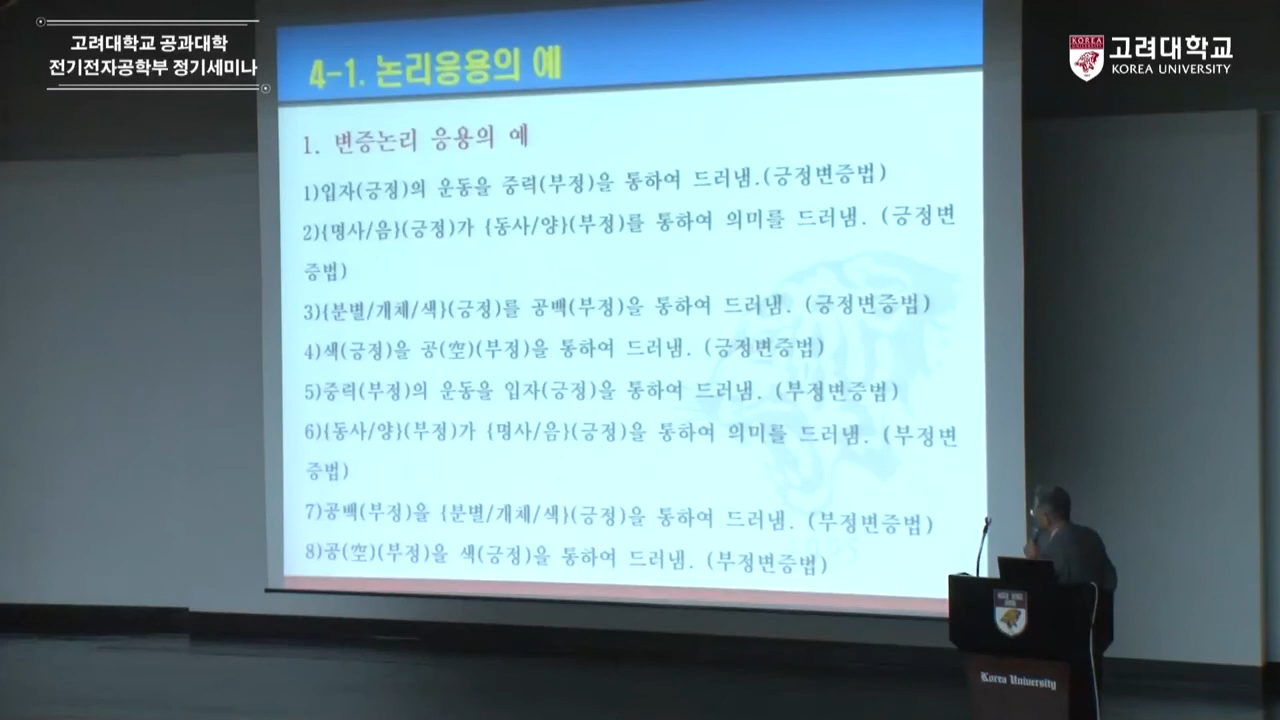 고려대학교 공과대학
전기전자공학부 정기세미나
KOREA
고려대학교
KOREA UNIVERSITY
4-1. 논리응용의 예
1. 변증논리 응용의 예
1)입자(긍정)의 운동을 중력(부정)을 통하여 드러냄.(긍정변증법)
2){명사/음}(긍정)가 {동사/양}(부정)를 통하여 의미를 드러냄. (긍정변
증법)
3){분별/개체/색}(긍정)를 공백(부정)을 통하여 드러냄. (긍정변증법)
4)색(긍정)을 공(空)(부정)을 통하여 드러냄. (긍정변증법)
5)중력(부정)의 운동을 입자(긍정)을 통하여 드러냄. (부정변증법)
6){동사/양}(부정)가 {명사/음}(긍정)을 통하여 의미를 드러냄. (부정변
증법)
7)공백(부정)을 {분별/개체/색}(긍정)을 통하여 드러냄. (부정변증법)
8)공(空)(부정)을 색(긍정)을 통하여 드러냄. (부정변증법)
Korea University